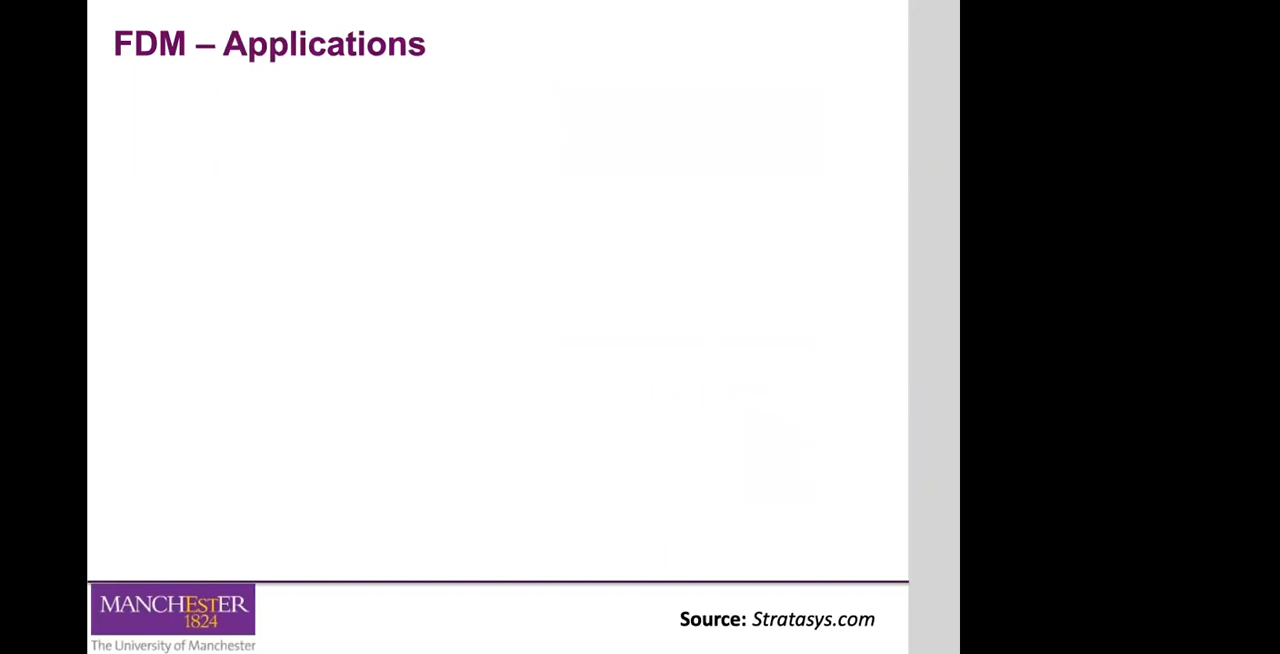 FDM – Applications
MANCHESTER
1824
The University of Manchester
Source: Stratasys.com